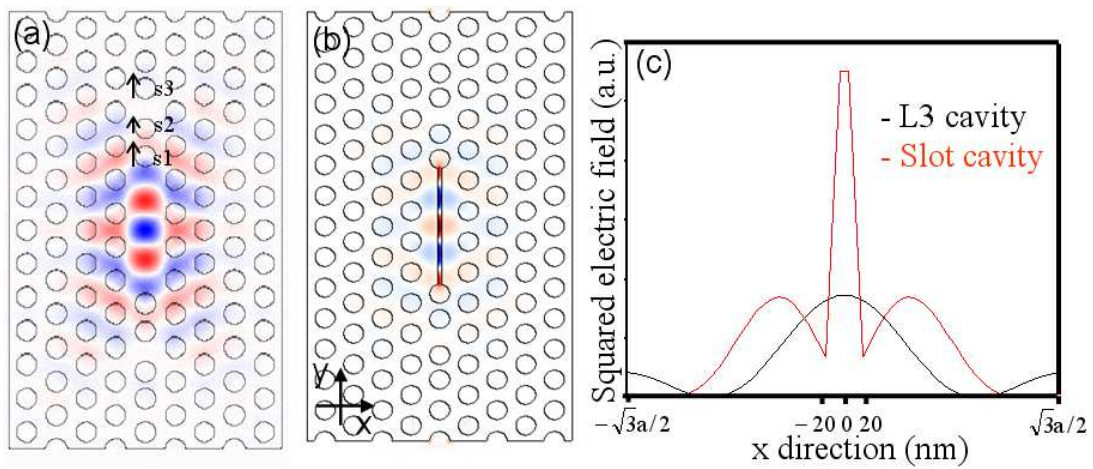 (a)
s3
s2
s1
(b)
y
x
(c)
Squared electric field (a.u.)
- L3 cavity
- Slot cavity
-√3a/2
-20 0 20
√3a/2
x direction (nm)